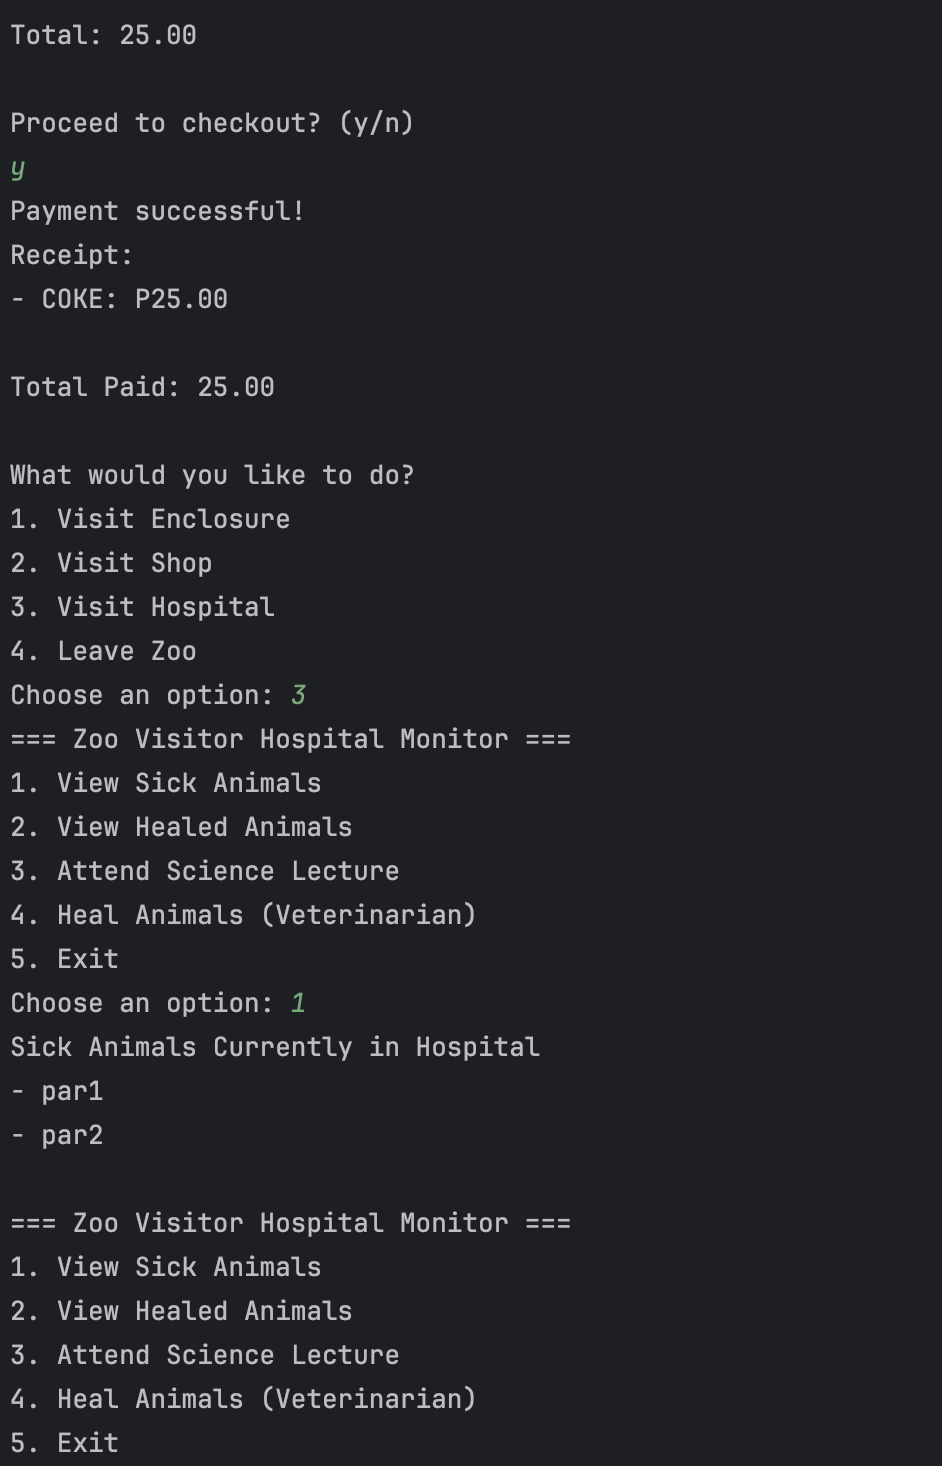 Total: 25.00
Proceed to checkout? (y/n)
y
Payment successful!
Receipt:
- COKE: P25.00
Total Paid: 25.00
What would you like to do?
1. Visit Enclosure
2. Visit Shop
3. Visit Hospital
4. Leave Zoo
Choose an option: 3
=== Zoo Visitor Hospital Monitor ===
1. View Sick Animals
2. View Healed Animals
3. Attend Science Lecture
4. Heal Animals (Veterinarian)
5. Exit
Choose an option: 1
Sick Animals Currently in Hospital
- par1
- par2
=== Zoo Visitor Hospital Monitor ===
1. View Sick Animals
2. View Healed Animals
3. Attend Science Lecture
4. Heal Animals (Veterinarian)
5. Exit